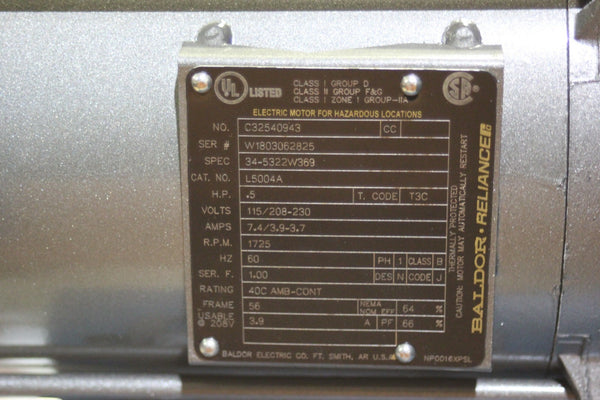 UL LISTED
CLASS I GROUP D
CLASS II GROUP F&G
CLASS I ZONE I GROUP-IIA
SA
ELECTRIC MOTOR FOR HAZARDOUS LOCATIONS
NO. C32540943 CC
SER # W1803062825
SPEC 34-5322W369
CAT. NO. L5004A
H.P. .5 T. CODE T3C
VOLTS 115/208-230
AMPS 7.4/3.9-3.7
R.P.M. 1725
HZ 60 PH 1 CLASS B
SER. F. 1.00 DES N CODE J
RATING 40C AMB-CONT
FRAME 56 NEMA NOM. EFF 64 %
USABLE @ 208V 3.9 A PF 66 %
BALDOR ELECTRIC CO. FT. SMITH, AR U.S.A. NP0016XPSL
BALDOR · RELIANCE
THERMALLY PROTECTED
CAUTION: MOTOR MAY AUTOMATICALLY RESTART